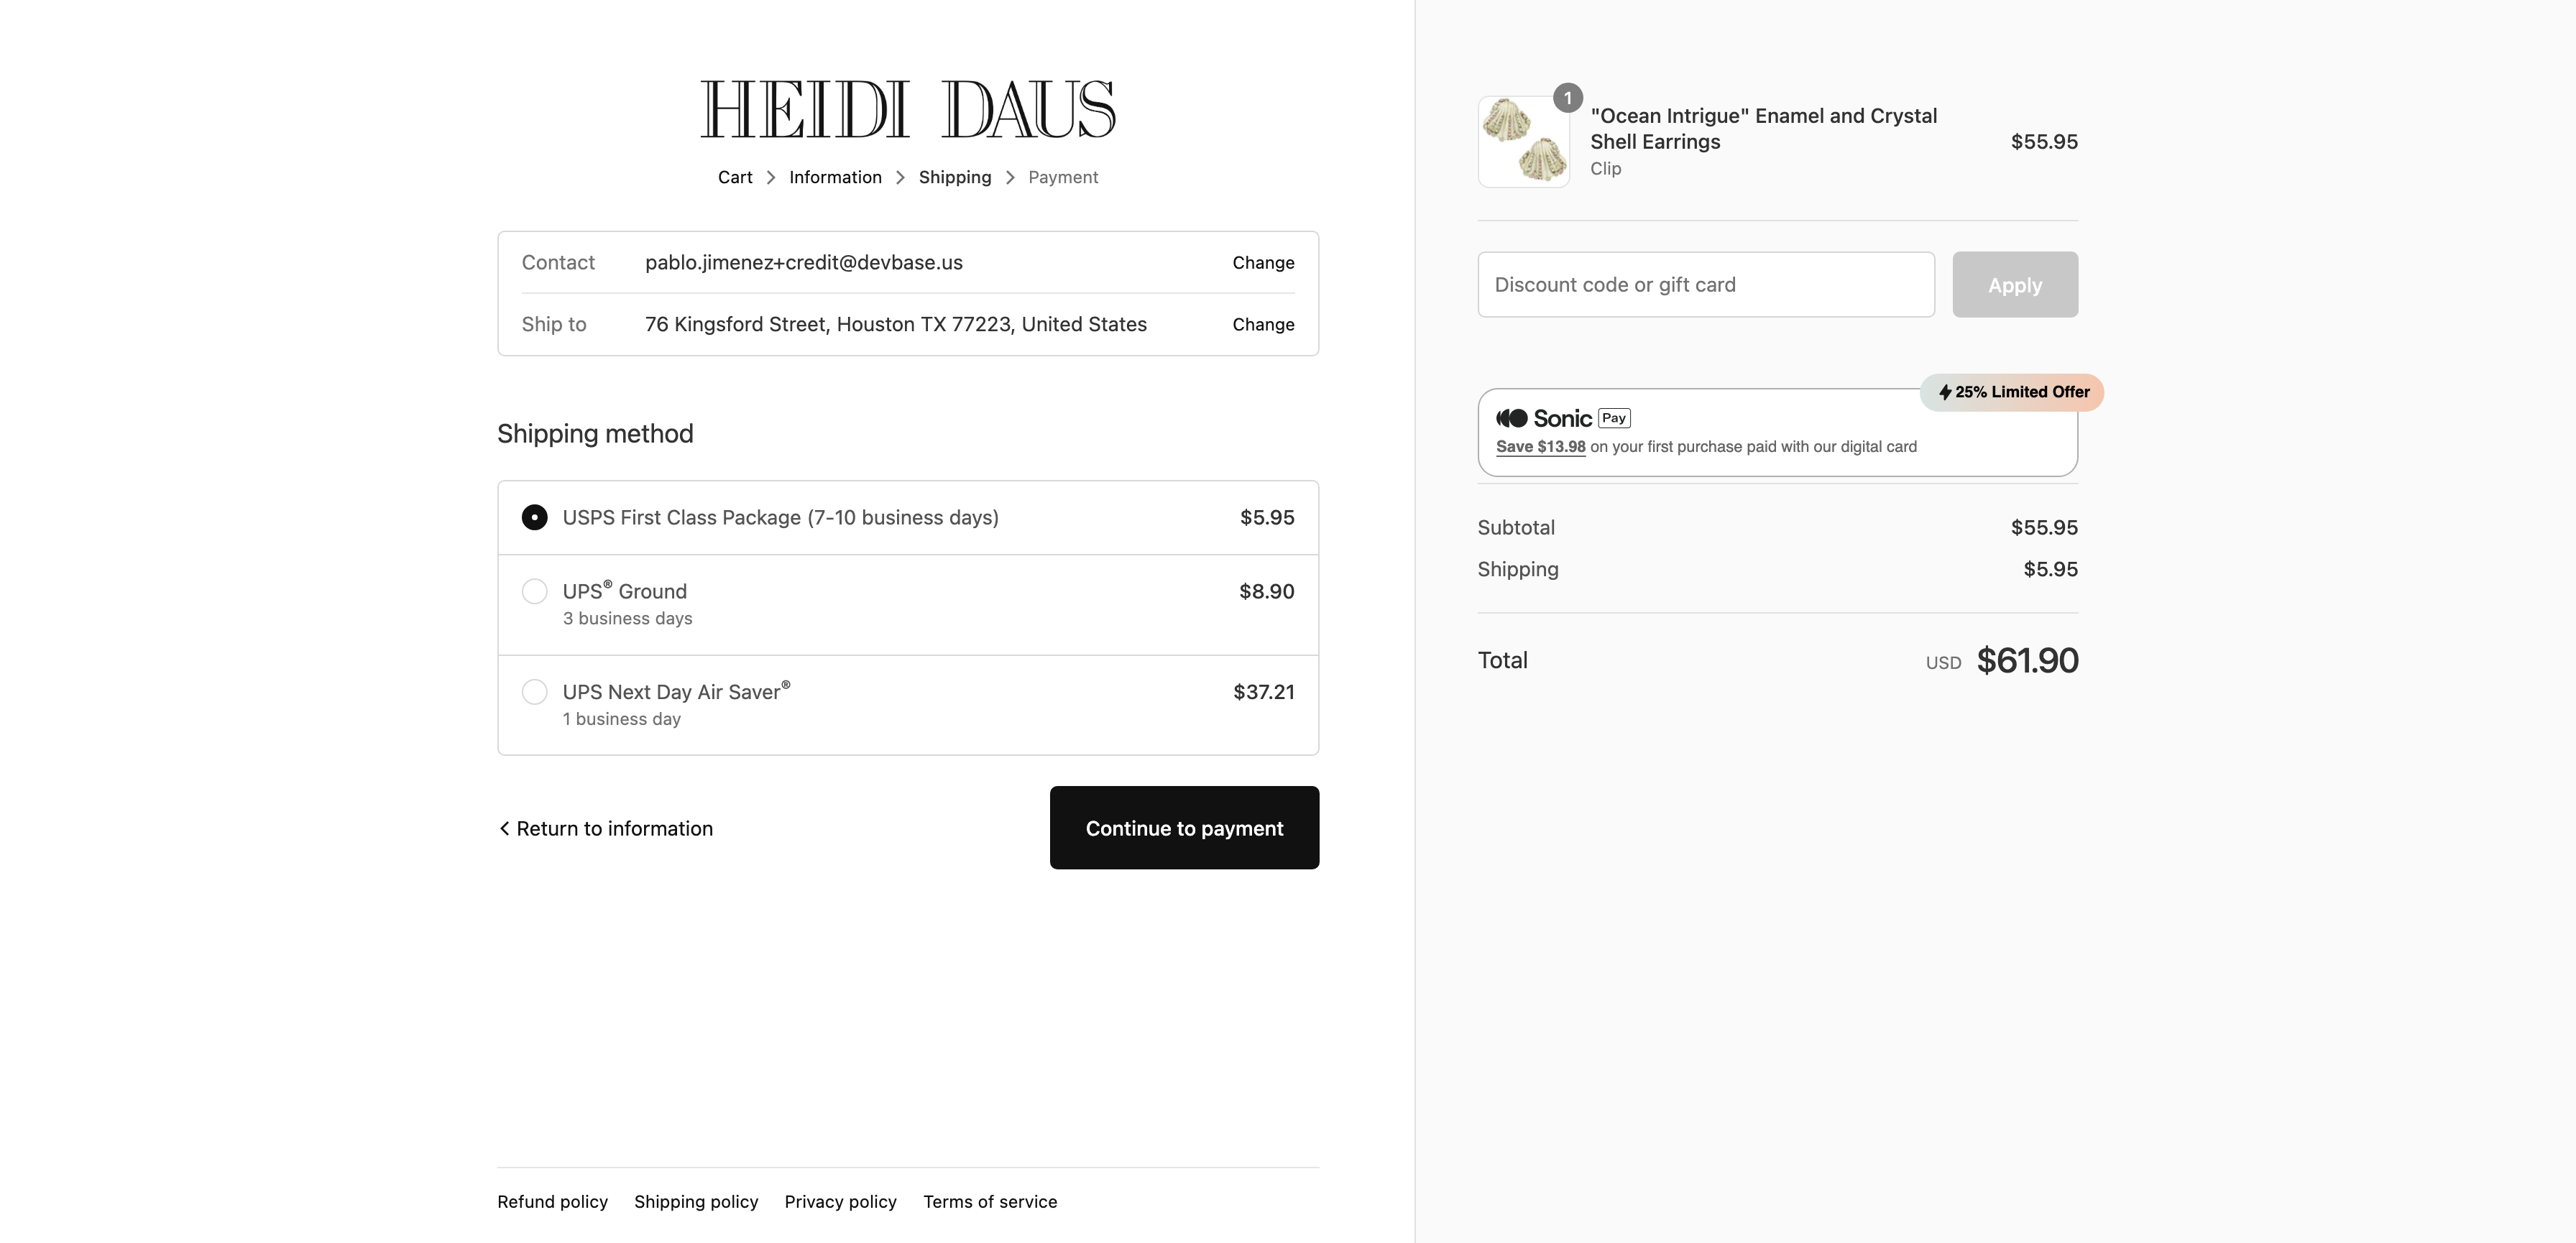 HEIDI DAUS
Cart > Information > Shipping > Payment
Contact pablo.jimenez+credit@devbase.us Change
Ship to 76 Kingsford Street, Houston TX 77223, United States Change
Shipping method
USPS First Class Package (7-10 business days) $5.95
UPS® Ground $8.90
3 business days
UPS Next Day Air Saver® $37.21
1 business day
< Return to information
Continue to payment
Refund policy Shipping policy Privacy policy Terms of service
1
"Ocean Intrigue" Enamel and Crystal
Shell Earrings
$55.95
Clip
Discount code or gift card Apply
25% Limited Offer
Sonic Pay
Save $13.98 on your first purchase paid with our digital card
Subtotal $55.95
Shipping $5.95
Total USD $61.90